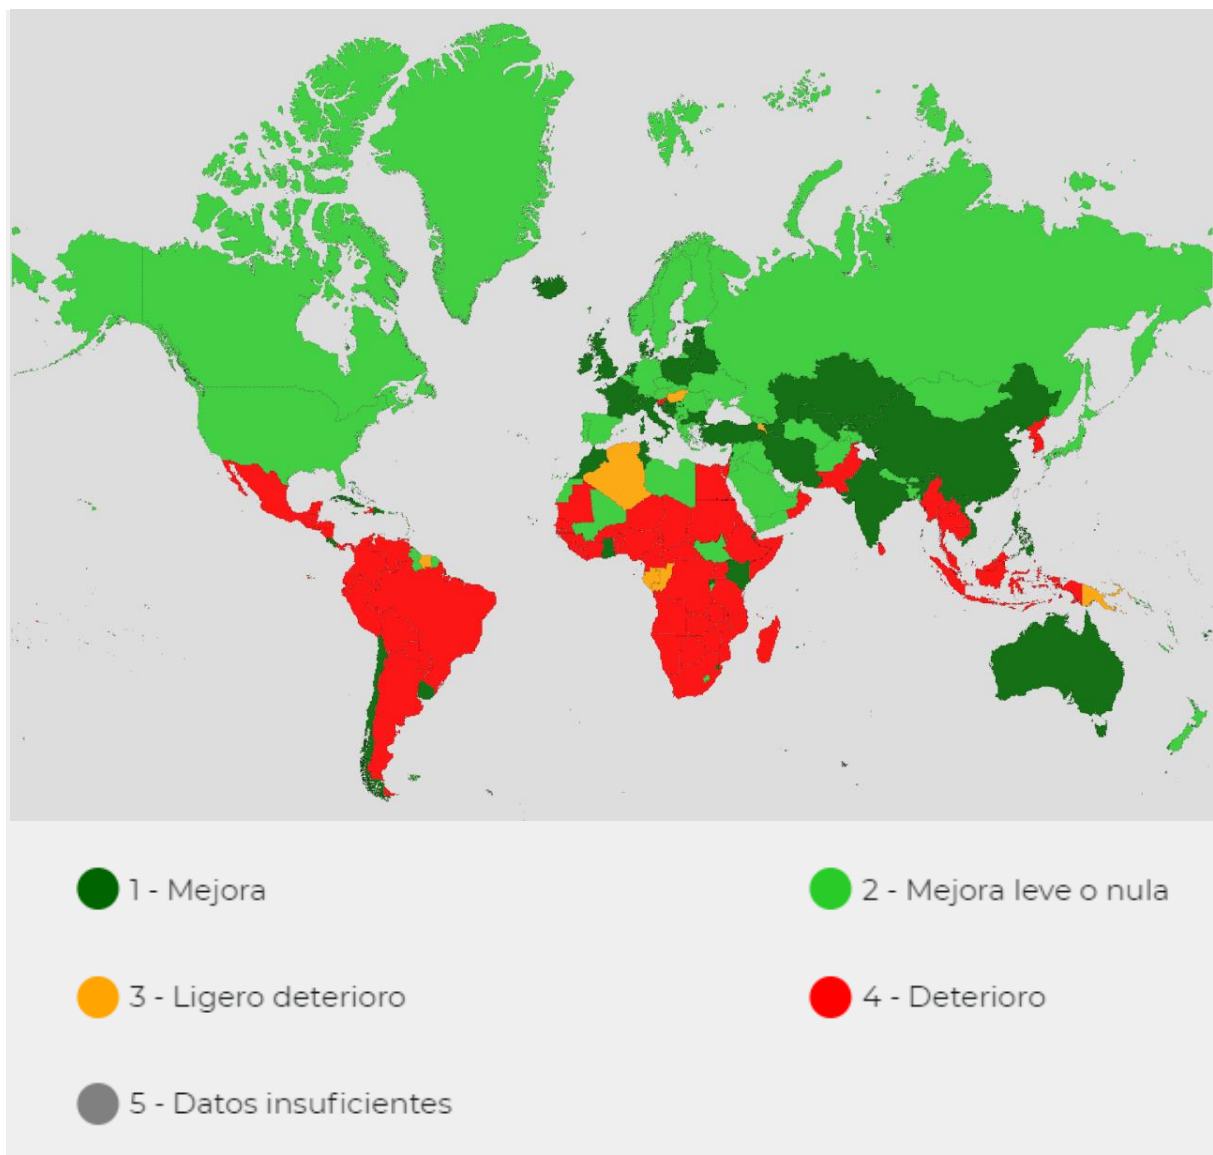 1 - Mejora
2 - Mejora leve o nula
3 - Ligero deterioro
4 - Deterioro
5 - Datos insuficientes